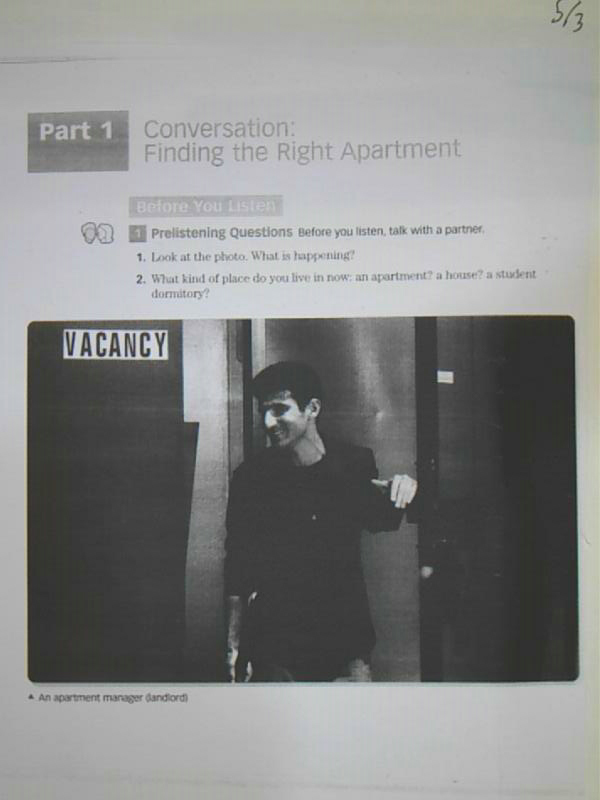 5/3
Part 1
Conversation:
Finding the Right Apartment
Before You Listen
1 Prelistening Questions Before you listen, talk with a partner.
1. Look at the photo. What is happening?
2. What kind of place do you live in now: an apartment? a house? a student
dormitory?
VACANCY
▲ An apartment manager (landlord)